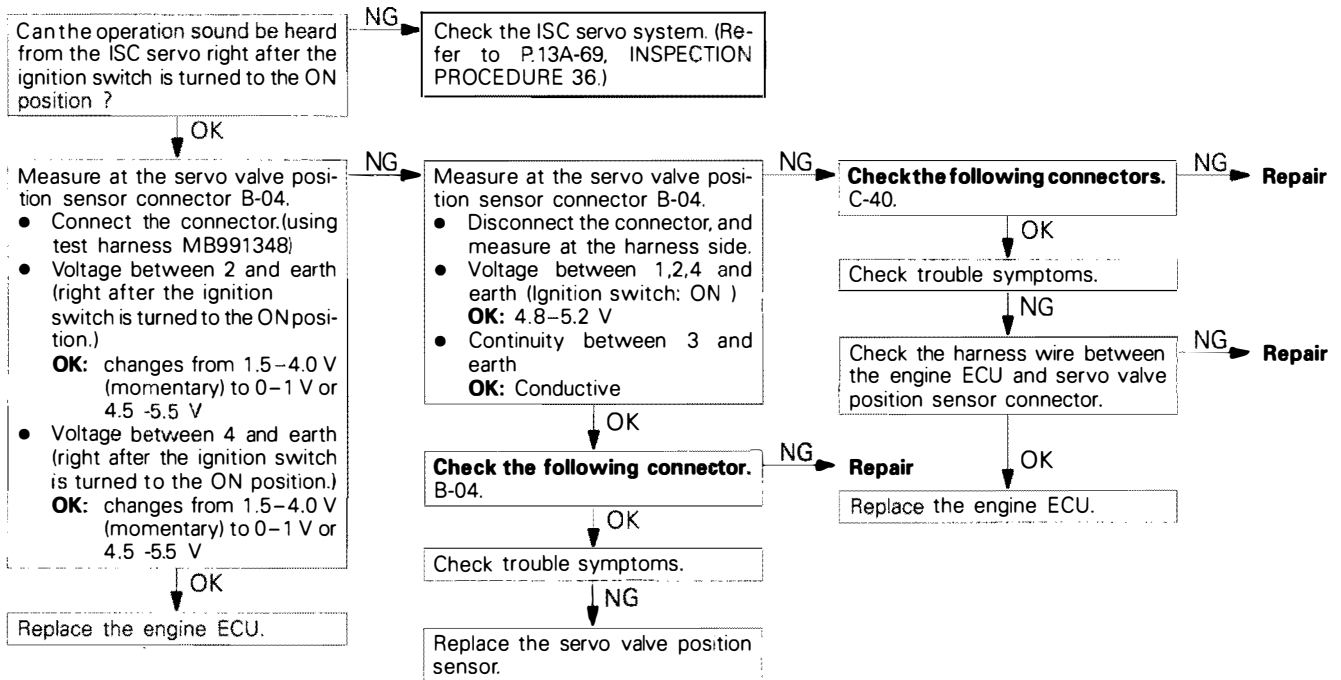 Can the operation sound be heard
from the ISC servo right after the
ignition switch is turned to the ON
position ?
NG
Check the ISC servo system. (Re-
fer to P.13A-69, INSPECTION
PROCEDURE 36.)
OK
Measure at the servo valve posi-
tion sensor connector B-04.
● Connect the connector.(using
test harness MB991348)
● Voltage between 2 and earth
(right after the ignition
switch is turned to the ON posi-
tion.)
OK: changes from 1.5–4.0 V
(momentary) to 0–1 V or
4.5 -5.5 V
● Voltage between 4 and earth
(right after the ignition switch
is turned to the ON position.)
OK: changes from 1.5–4.0 V
(momentary) to 0–1 V or
4.5 -5.5 V
OK
Replace the engine ECU.
NG
Measure at the servo valve posi-
tion sensor connector B-04.
● Disconnect the connector, and
measure at the harness side.
● Voltage between 1,2,4 and
earth (Ignition switch: ON )
OK: 4.8–5.2 V
● Continuity between 3 and
earth
OK: Conductive
OK
Check the following connector.
B-04.
NG
Repair
OK
Check trouble symptoms.
NG
Replace the servo valve position
sensor.
NG
Check the following connectors.
C-40.
NG
Repair
OK
Check trouble symptoms.
NG
Check the harness wire between
the engine ECU and servo valve
position sensor connector.
NG
Repair
OK
Replace the engine ECU.